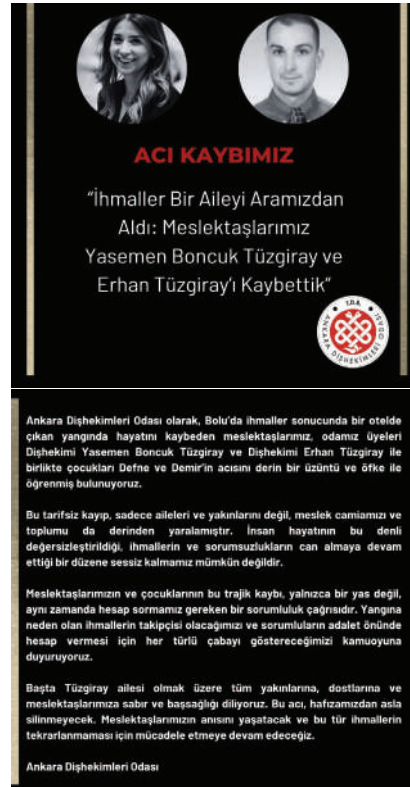 ACI KAYBIMIZ
“İhmaller Bir Aileyi Aramızdan
Aldı: Meslektaşlarımız
Yasemen Boncuk Tüzgiray ve
Erhan Tüzgiray’ı Kaybettik”
T.D.B.
ANKARA DİŞHEKİMLERİ ODASI
Ankara Dişhekimleri Odası olarak, Bolu’da ihmaller sonucunda bir otelde
çıkan yangında hayatını kaybeden meslektaşlarımız, odamız üyeleri
Dişhekimi Yasemen Boncuk Tüzgiray ve Dişhekimi Erhan Tüzgiray ile
birlikte çocukları Defne ve Demir’in acısını derin bir üzüntü ve öfke ile
öğrenmiş bulunuyoruz.
Bu tarifsiz kayıp, sadece aileleri ve yakınlarını değil, meslek camiamızı ve
toplumu da derinden yaralamıştır. İnsan hayatının bu denli
değersizleştirildiği, ihmallerin ve sorumsuzlukların can almaya devam
ettiği bir düzene sessiz kalmamız mümkün değildir.
Meslektaşlarımızın ve çocuklarının bu trajik kaybı, yalnızca bir yas değil,
aynı zamanda hesap sormamız gereken bir sorumluluk çağrısıdır. Yangına
neden olan ihmallerin takipçisi olacağımızı ve sorumluların adalet önünde
hesap vermesi için her türlü çabayı göstereceğimizi kamuoyuna
duyuruyoruz.
Başta Tüzgiray ailesi olmak üzere tüm yakınlarına, dostlarına ve
meslektaşlarımıza sabır ve başsağlığı diliyoruz. Bu acı, hafızamızdan asla
silinmeyecek. Meslektaşlarımızın anısını yaşatacak ve bu tür ihmallerin
tekrarlanmaması için mücadele etmeye devam edeceğiz.
Ankara Dişhekimleri Odası